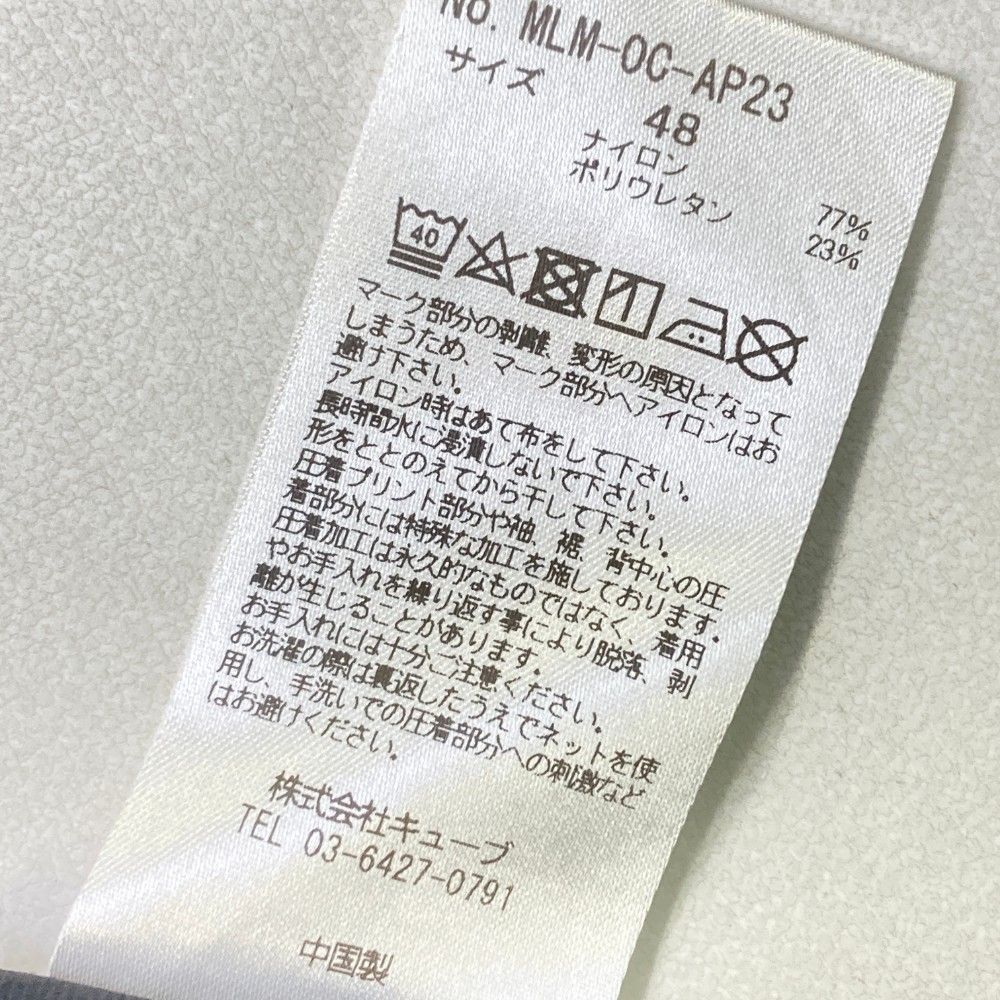 No. MLM-OC-AP23
サイズ
48
ナイロン 77%
ポリウレタン 23%
40
マーク部分の剥離、変形の原因となって
しまうため、マーク部分へアイロンはお
避け下さい。
アイロン時はあて布をして下さい。
長時間水に浸漬しないで下さい。
形をととのえてから干して下さい。
圧着プリント部分や袖、裾、背中心の圧
着部分には特殊な加工を施しております。
圧着加工は永久的なものではなく、着用
やお手入れを繰り返す事により脱落、剥
離が生じることがあります。
お手入れには十分ご注意ください。
お洗濯の際は裏返したうえでネットを使
用し、手洗いでの圧着部分への刺激など
はお避けください。
株式会社キューブ
TEL 03-6427-0791
中国製